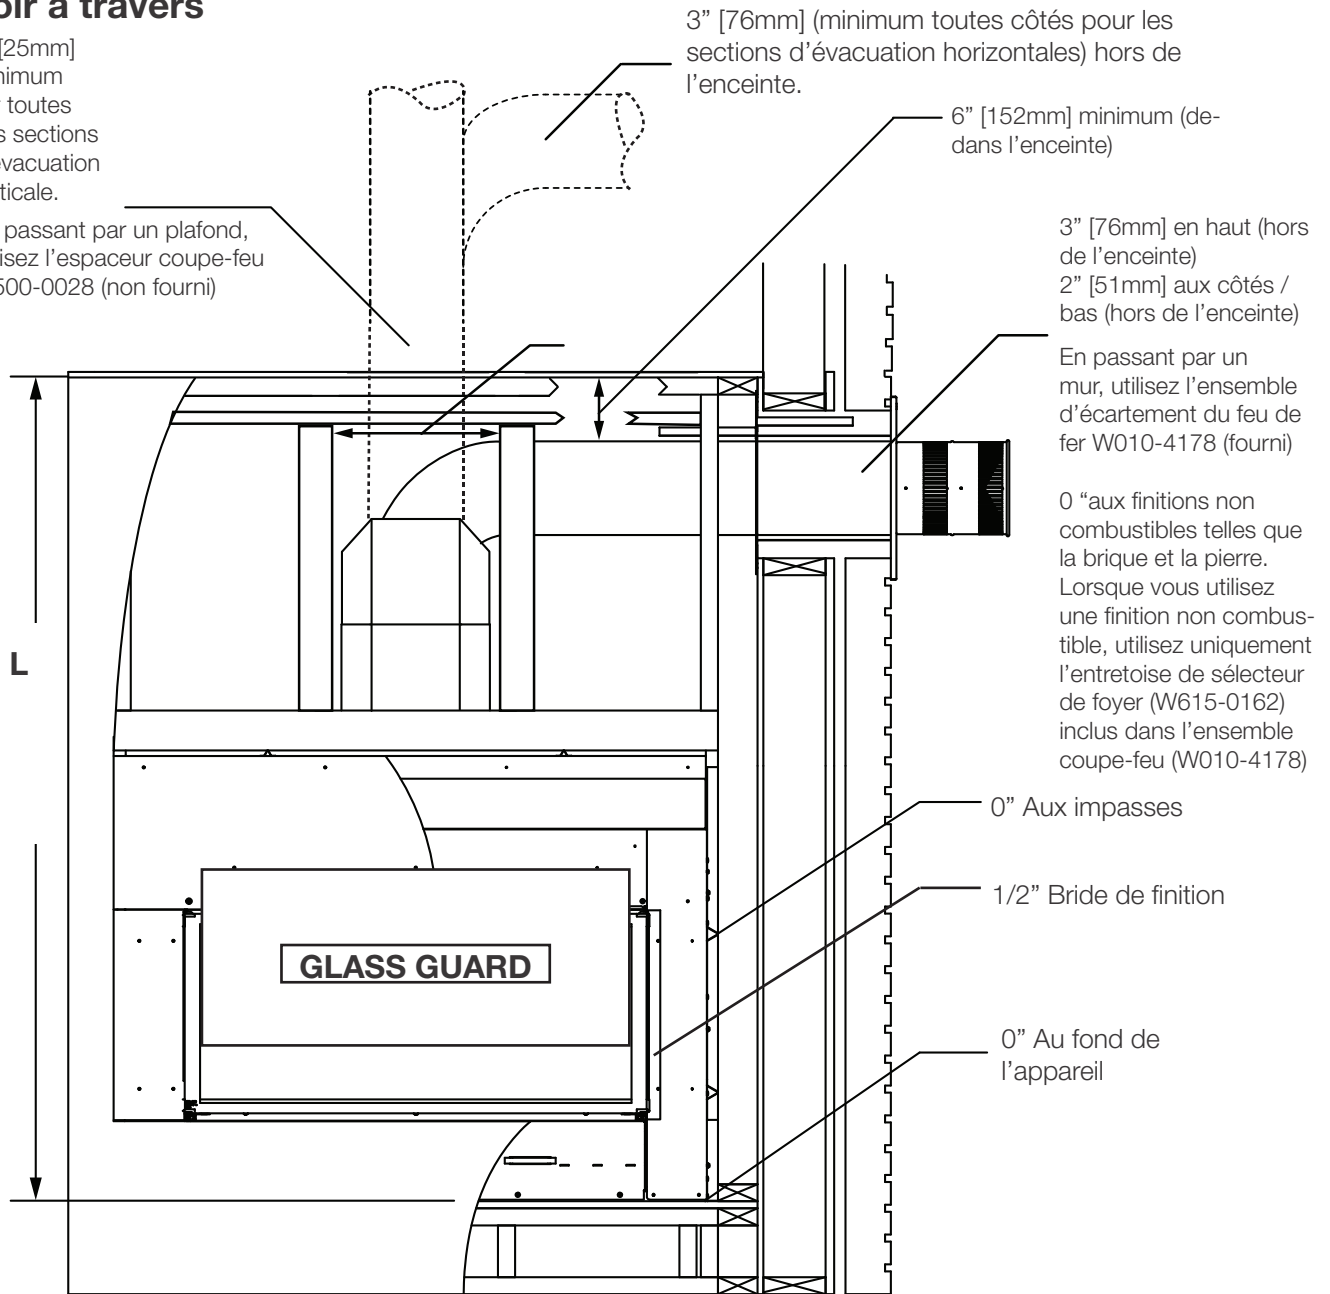 oir à travers
[25mm]
nimum
r toutes
s sections
évacuation
ticale.
passant par un plafond,
isez l’espaceur coupe-feu
500-0028 (non fourni)
3” [76mm] (minimum toutes côtés pour les
sections d’évacuation horizontales) hors de
l’enceinte.
6” [152mm] minimum (de-
dans l’enceinte)
3” [76mm] en haut (hors
de l’enceinte)
2” [51mm] aux côtés /
bas (hors de l’enceinte)
En passant par un
mur, utilisez l’ensemble
d’écartement du feu de
fer W010-4178 (fourni)
0 “aux finitions non
combustibles telles que
la brique et la pierre.
Lorsque vous utilisez
une finition non combus-
tible, utilisez uniquement
l’entretoise de sélecteur
de foyer (W615-0162)
inclus dans l’ensemble
coupe-feu (W010-4178)
L
0” Aux impasses
1/2” Bride de finition
GLASS GUARD
0” Au fond de
l’appareil